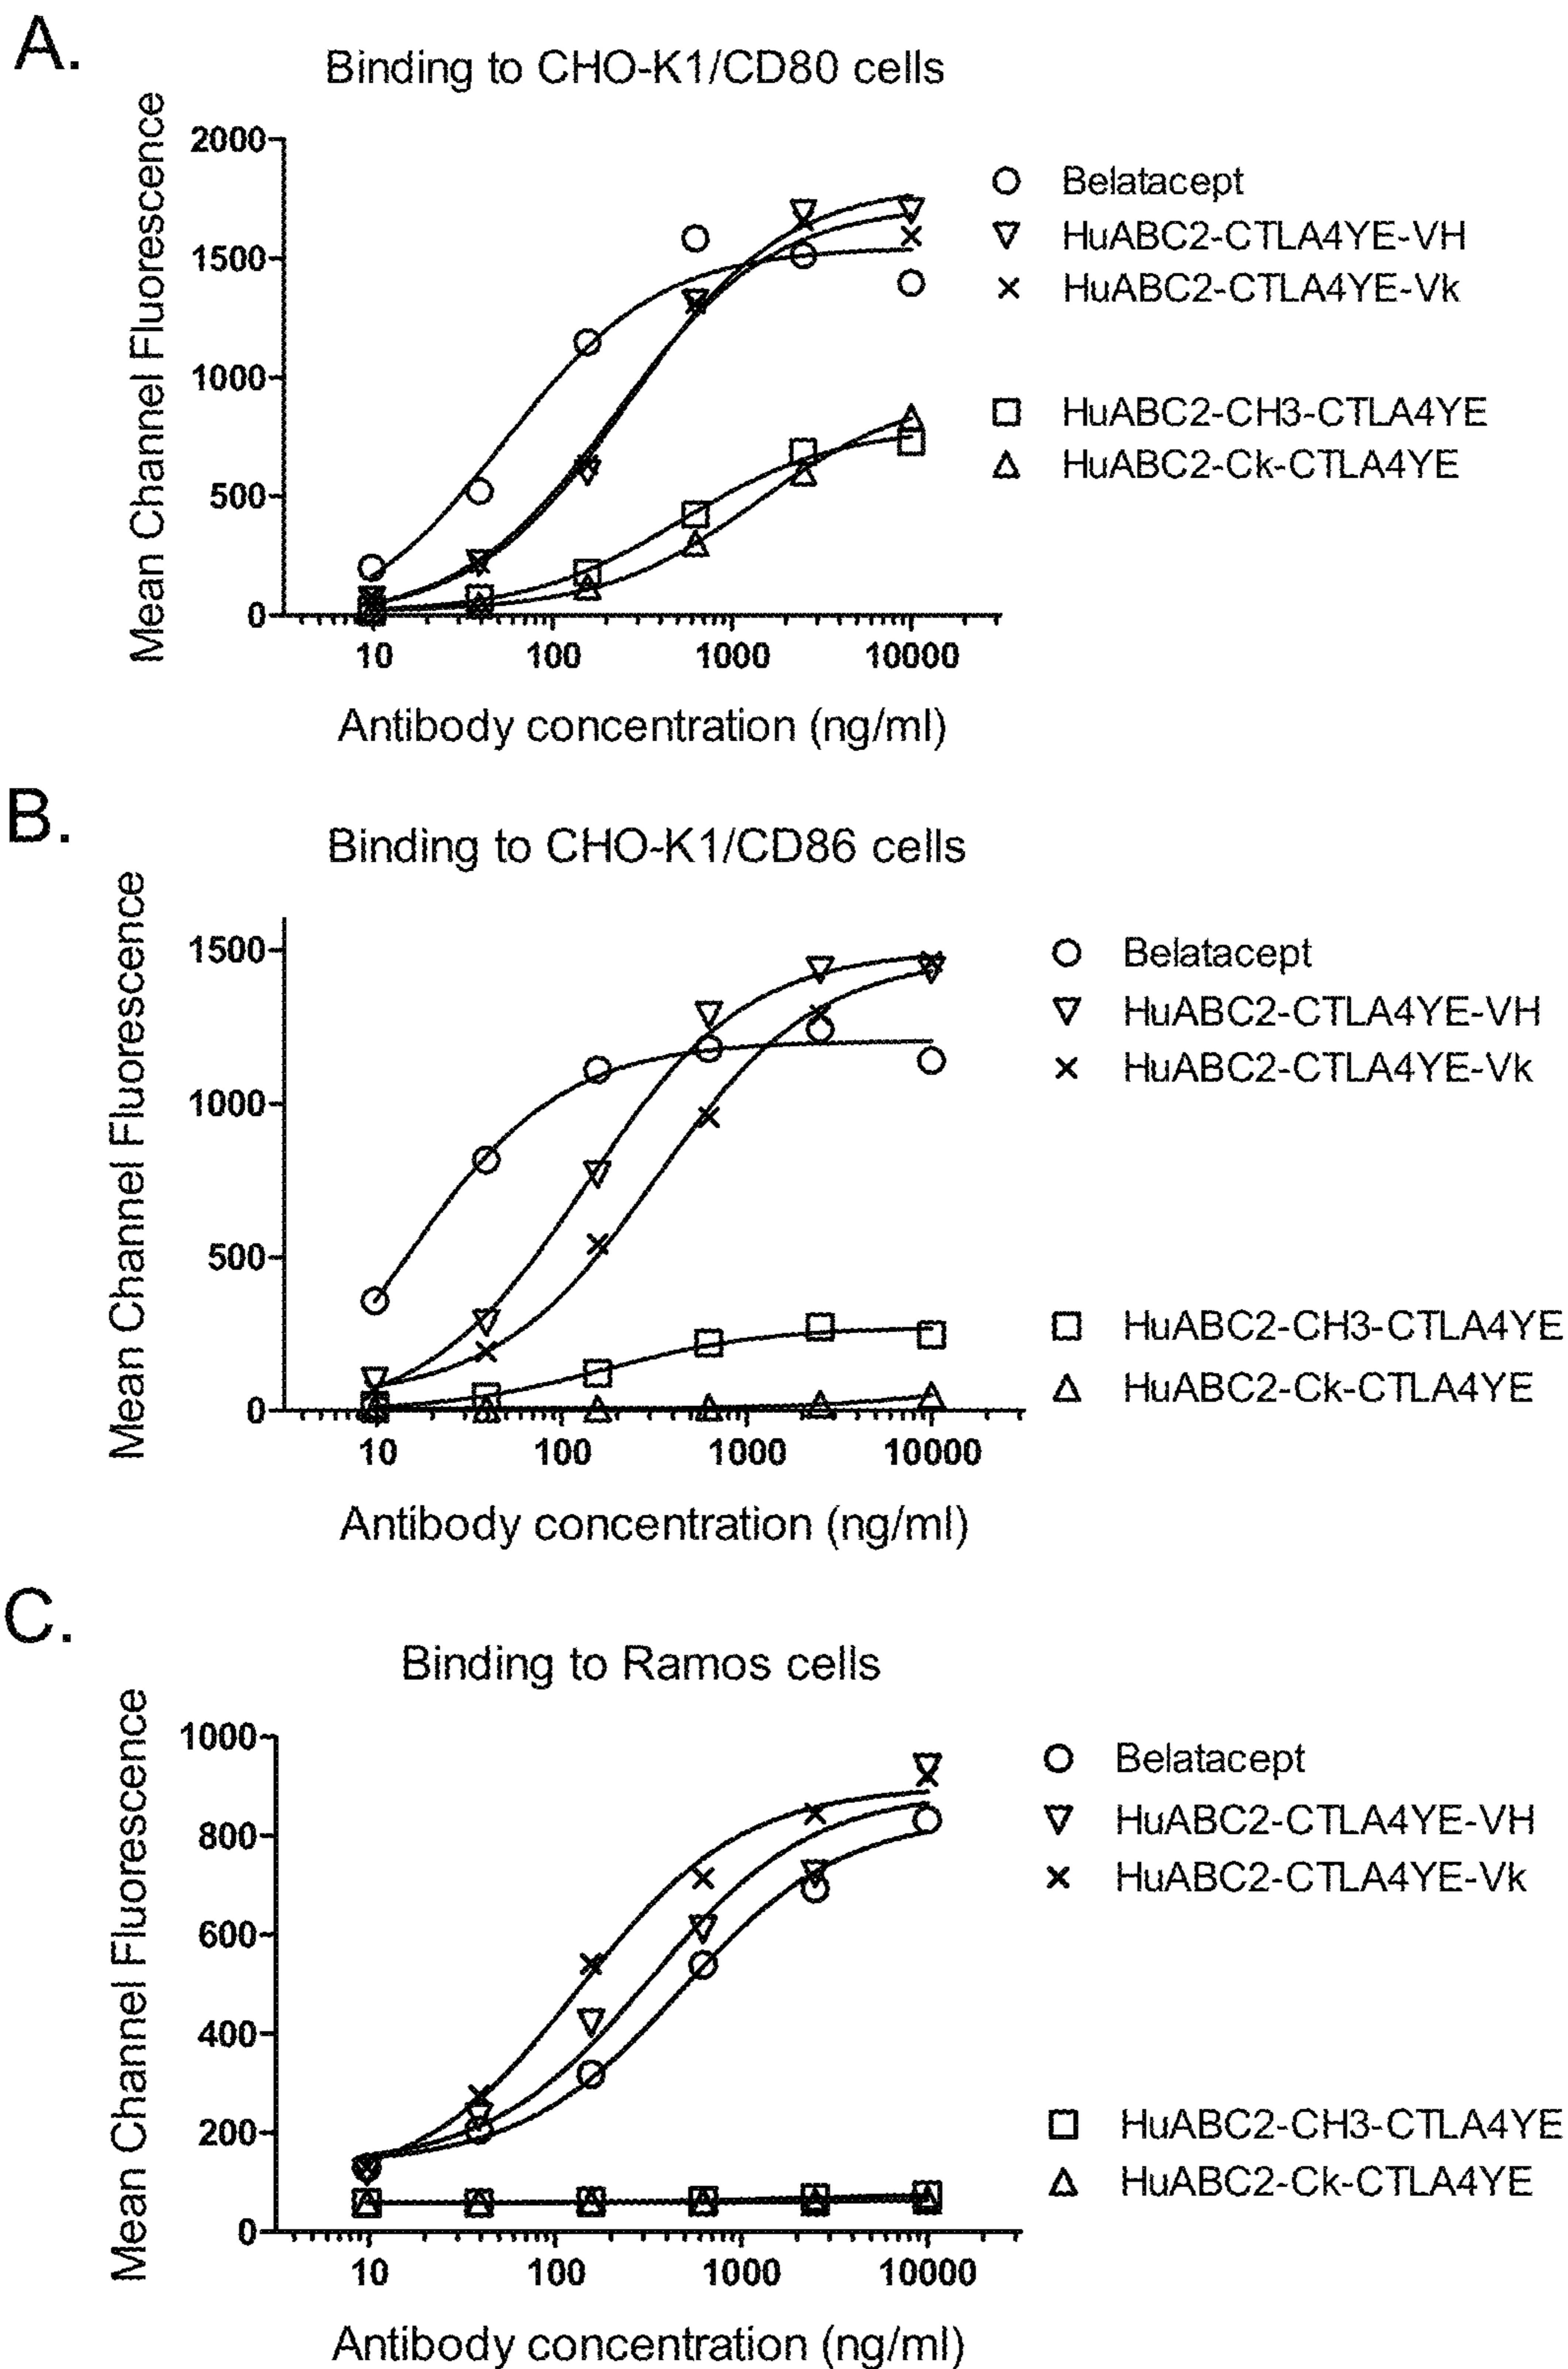 A.
Binding to CHO-K1/CD80 cells
Mean Channel Fluorescence
2000
1500
1000
500
0
10 100 1000 10000
Antibody concentration (ng/ml)
Belatacept
HuABC2-CTLA4YE-VH
HuABC2-CTLA4YE-Vk
HuABC2-CH3-CTLA4YE
HuABC2-Ck-CTLA4YE
B.
Binding to CHO-K1/CD86 cells
Mean Channel Fluorescence
1500
1000
500
0
10 100 1000 10000
Antibody concentration (ng/ml)
Belatacept
HuABC2-CTLA4YE-VH
HuABC2-CTLA4YE-Vk
HuABC2-CH3-CTLA4YE
HuABC2-Ck-CTLA4YE
C.
Binding to Ramos cells
Mean Channel Fluorescence
1000
800
600
400
200
0
10 100 1000 10000
Antibody concentration (ng/ml)
Belatacept
HuABC2-CTLA4YE-VH
HuABC2-CTLA4YE-Vk
HuABC2-CH3-CTLA4YE
HuABC2-Ck-CTLA4YE